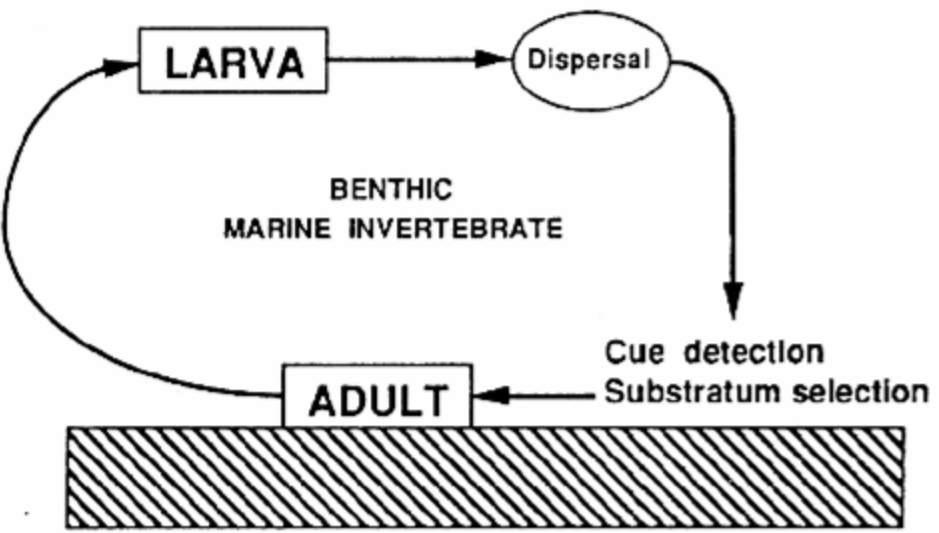 LARVA
Dispersal
BENTHIC
MARINE INVERTEBRATE
Cue detection
Substratum selection
ADULT